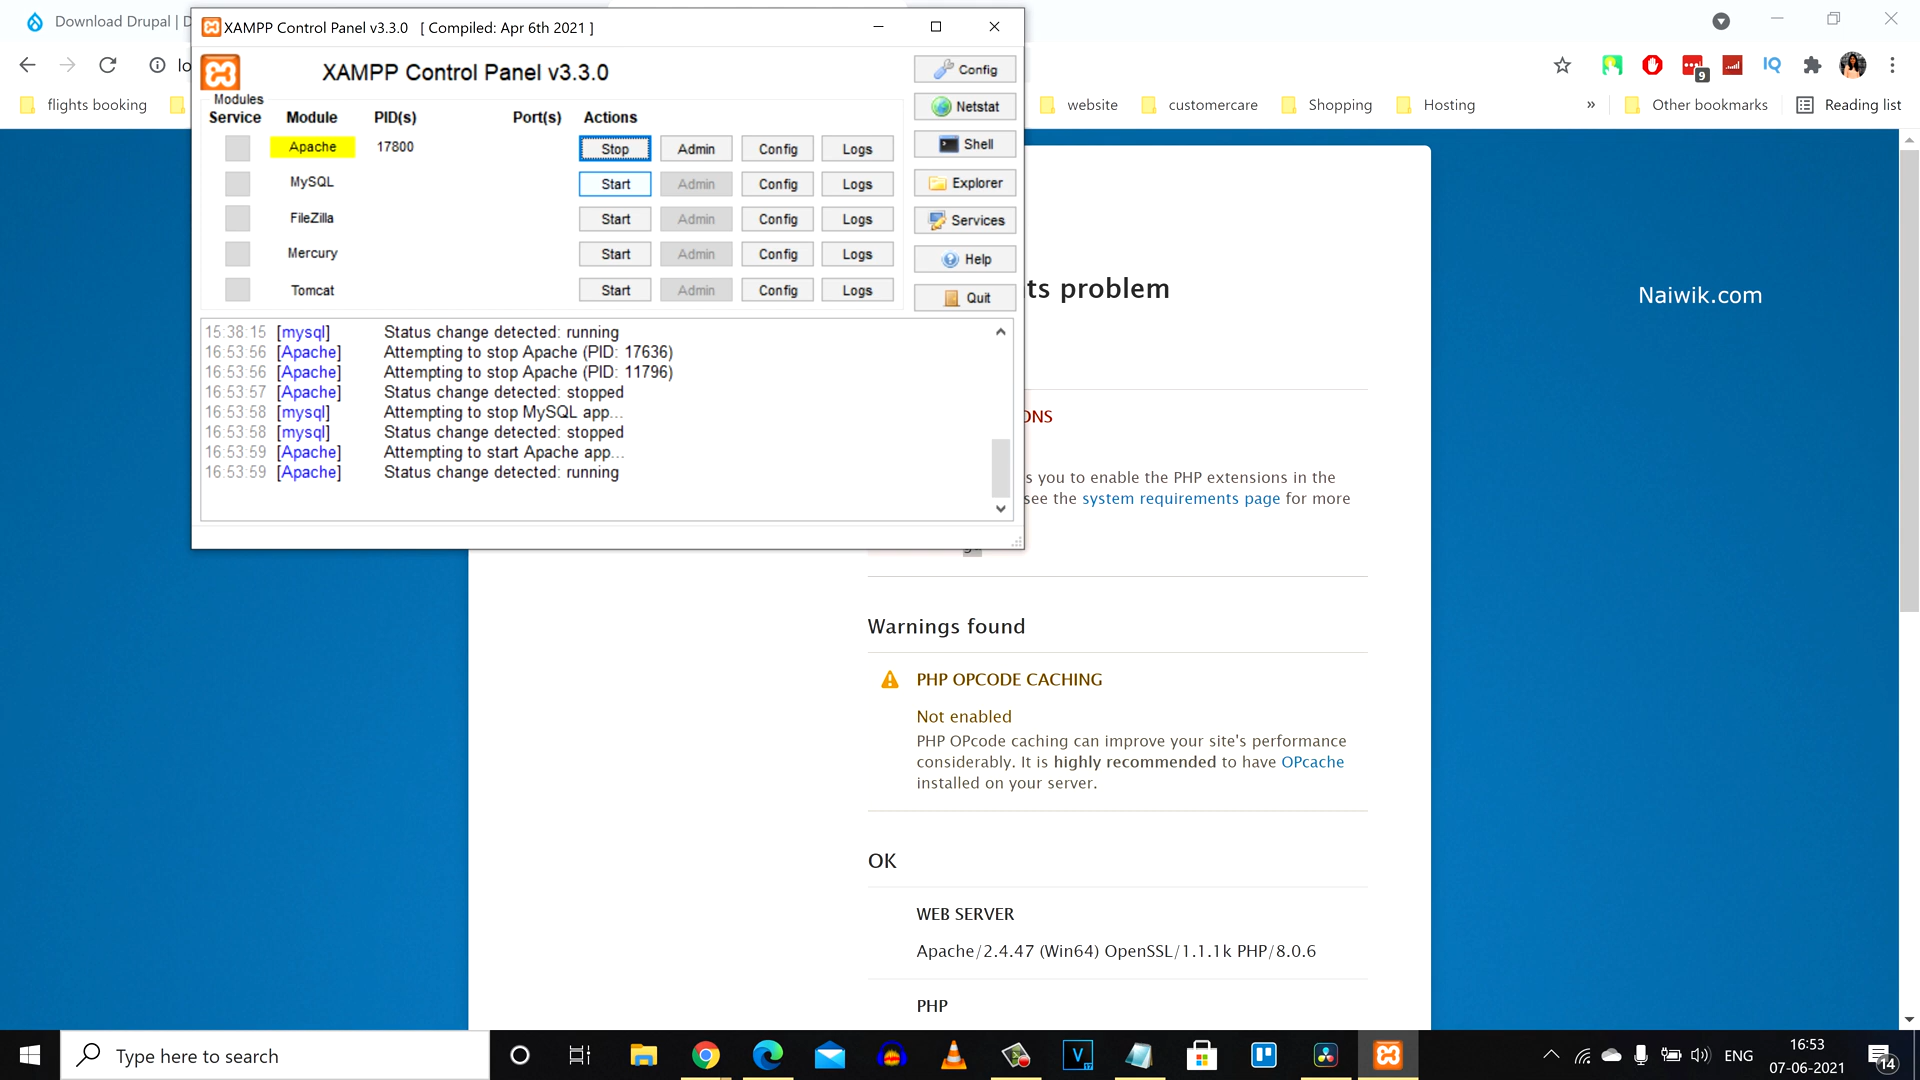 Download Drupal | D
XAMPP Control Panel v3.3.0 [ Compiled: Apr 6th 2021 ]
XAMPP Control Panel v3.3.0
Config
Modules
Service Module PID(s) Port(s) Actions
Netstat
Apache 17800 Stop Admin Config Logs
Shell
MySQL Start Admin Config Logs
Explorer
FileZilla Start Admin Config Logs
Services
Mercury Start Admin Config Logs
Help
Tomcat Start Admin Config Logs
Quit
15:38:15 [mysql] Status change detected: running
16:53:56 [Apache] Attempting to stop Apache (PID: 17636)
16:53:56 [Apache] Attempting to stop Apache (PID: 11796)
16:53:57 [Apache] Status change detected: stopped
16:53:58 [mysql] Attempting to stop MySQL app...
16:53:58 [mysql] Status change detected: stopped
16:53:59 [Apache] Attempting to start Apache app...
16:53:59 [Apache] Status change detected: running
lo
9
IQ
flights booking
website customercare Shopping Hosting » Other bookmarks Reading list
ts problem
Naiwik.com
ONS
s you to enable the PHP extensions in the
see the system requirements page for more
Warnings found
PHP OPCODE CACHING
Not enabled
PHP OPcode caching can improve your site's performance
considerably. It is highly recommended to have OPcache
installed on your server.
OK
WEB SERVER
Apache/2.4.47 (Win64) OpenSSL/1.1.1k PHP/8.0.6
PHP
Type here to search
V
17
ENG
16:53
07-06-2021
14